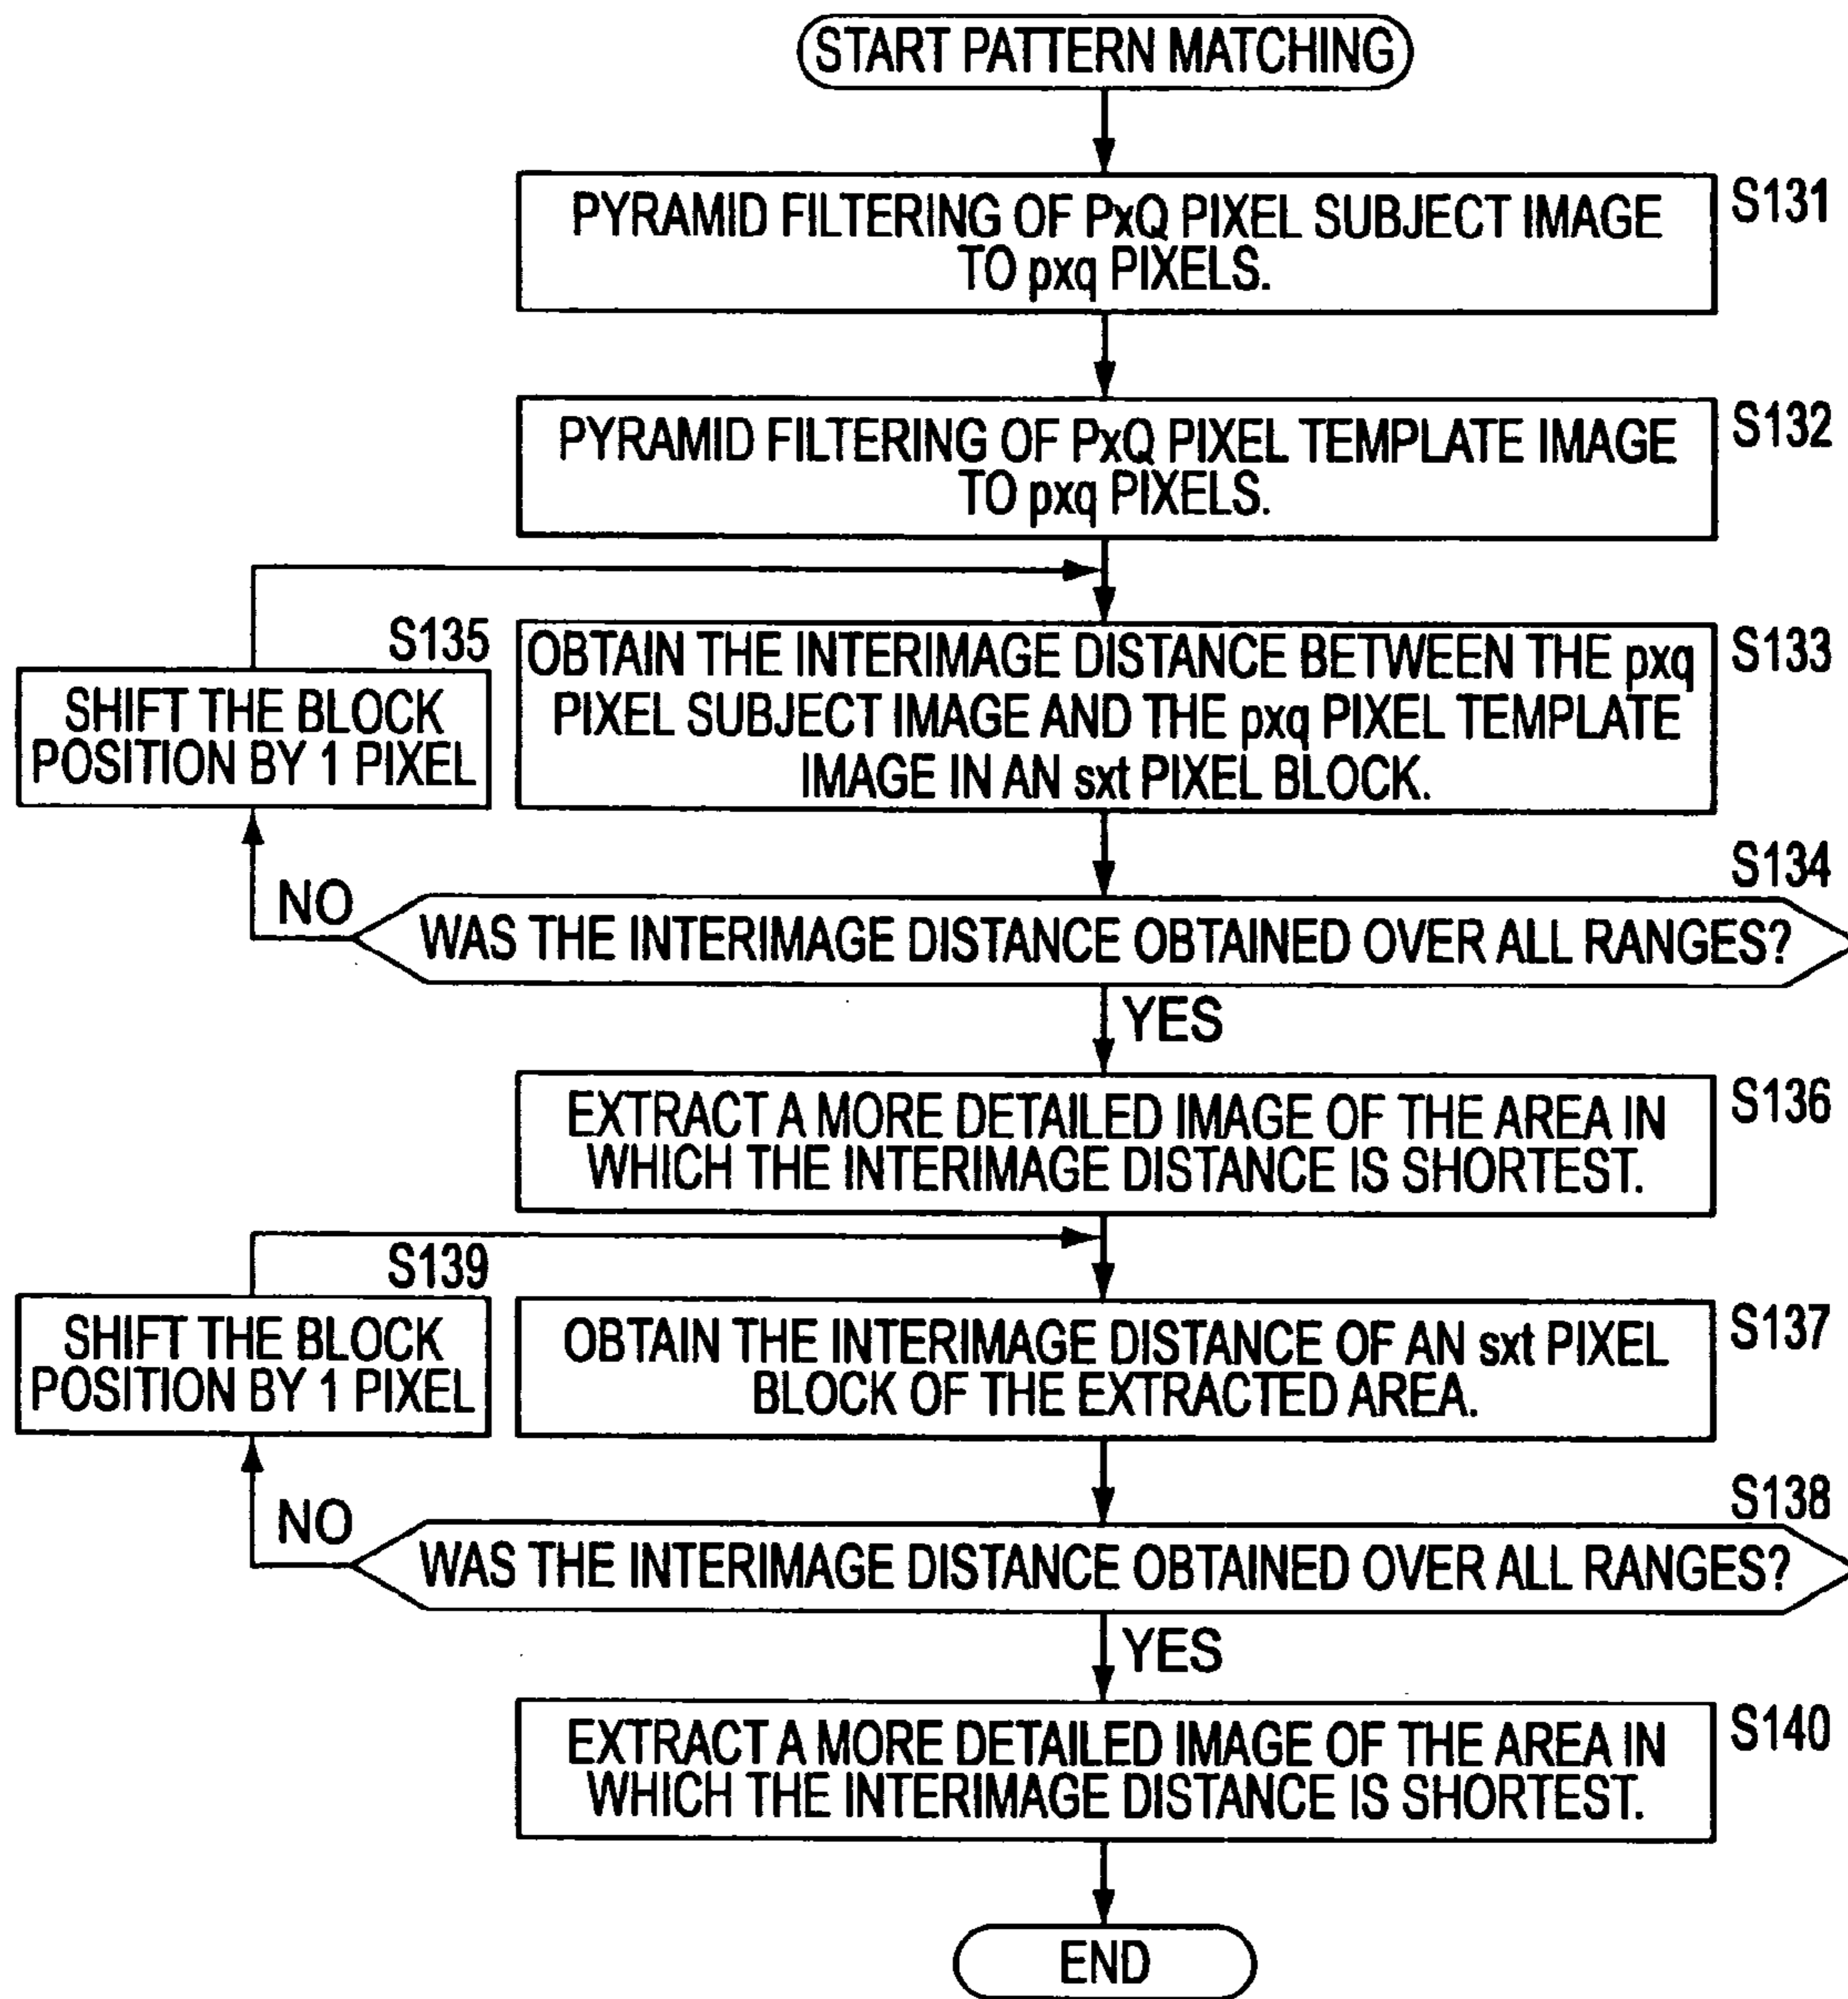 START PATTERN MATCHING
PYRAMID FILTERING OF PxQ PIXEL SUBJECT IMAGE
TO pxq PIXELS.
S131
PYRAMID FILTERING OF PxQ PIXEL TEMPLATE IMAGE
TO pxq PIXELS.
S132
S135
SHIFT THE BLOCK
POSITION BY 1 PIXEL
OBTAIN THE INTERIMAGE DISTANCE BETWEEN THE pxq
PIXEL SUBJECT IMAGE AND THE pxq PIXEL TEMPLATE
IMAGE IN AN sxt PIXEL BLOCK.
S133
S134
NO
WAS THE INTERIMAGE DISTANCE OBTAINED OVER ALL RANGES?
YES
EXTRACT A MORE DETAILED IMAGE OF THE AREA IN
WHICH THE INTERIMAGE DISTANCE IS SHORTEST.
S136
S139
SHIFT THE BLOCK
POSITION BY 1 PIXEL
OBTAIN THE INTERIMAGE DISTANCE OF AN sxt PIXEL
BLOCK OF THE EXTRACTED AREA.
S137
S138
NO
WAS THE INTERIMAGE DISTANCE OBTAINED OVER ALL RANGES?
YES
EXTRACT A MORE DETAILED IMAGE OF THE AREA IN
WHICH THE INTERIMAGE DISTANCE IS SHORTEST.
S140
END